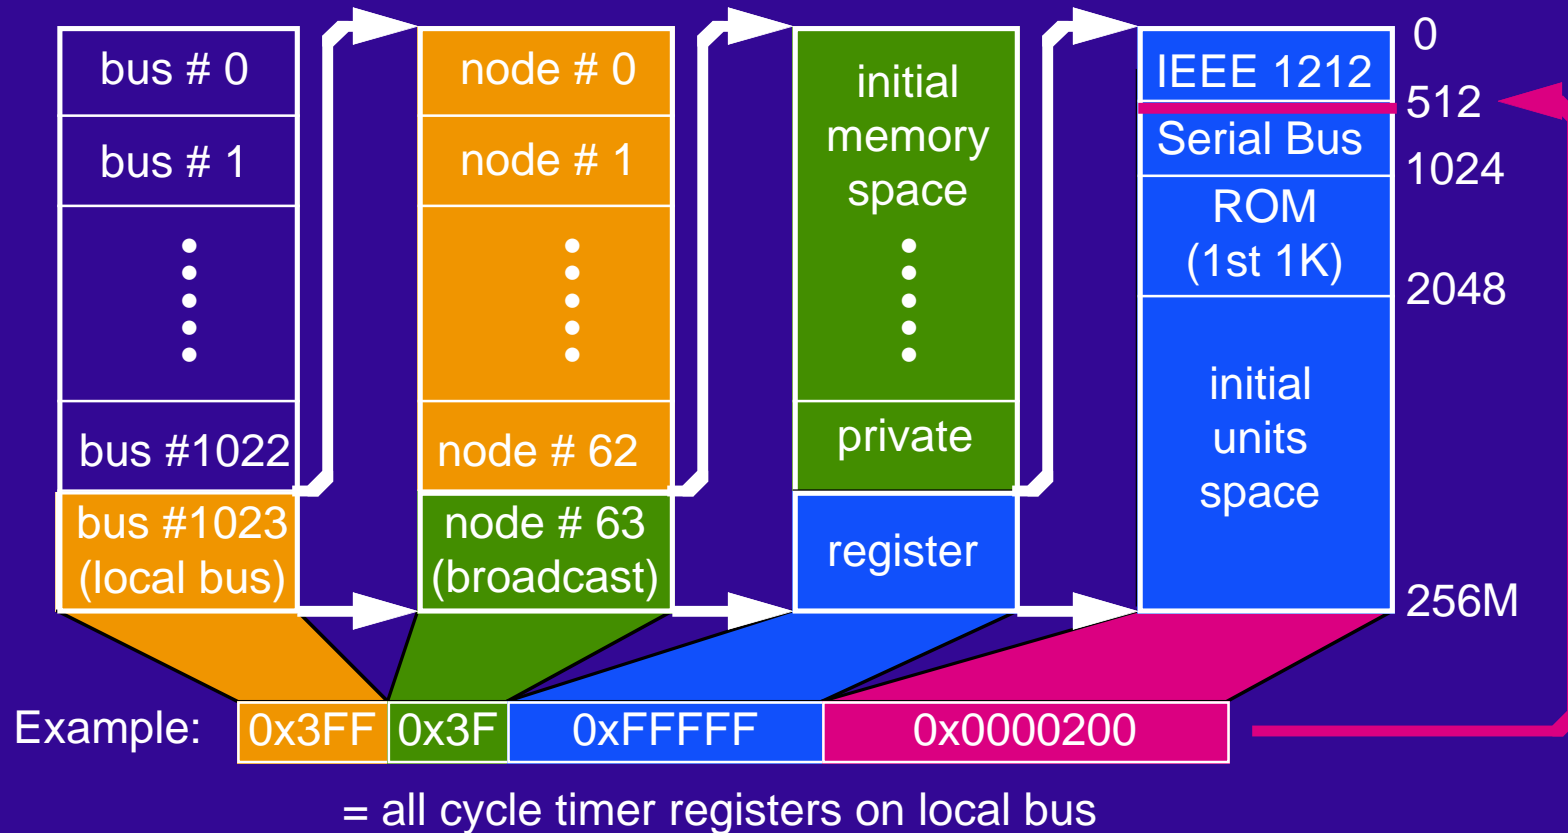 bus # 0
bus # 1
bus #1022
bus #1023
(local bus)
node # 0
node # 1
node # 62
node # 63
(broadcast)
initial
memory
space
private
register
IEEE 1212
Serial Bus
ROM
(1st 1K)
initial
units
space
0
512
1024
2048
256M
Example: 0x3FF 0x3F 0xFFFFF 0x0000200
= all cycle timer registers on local bus